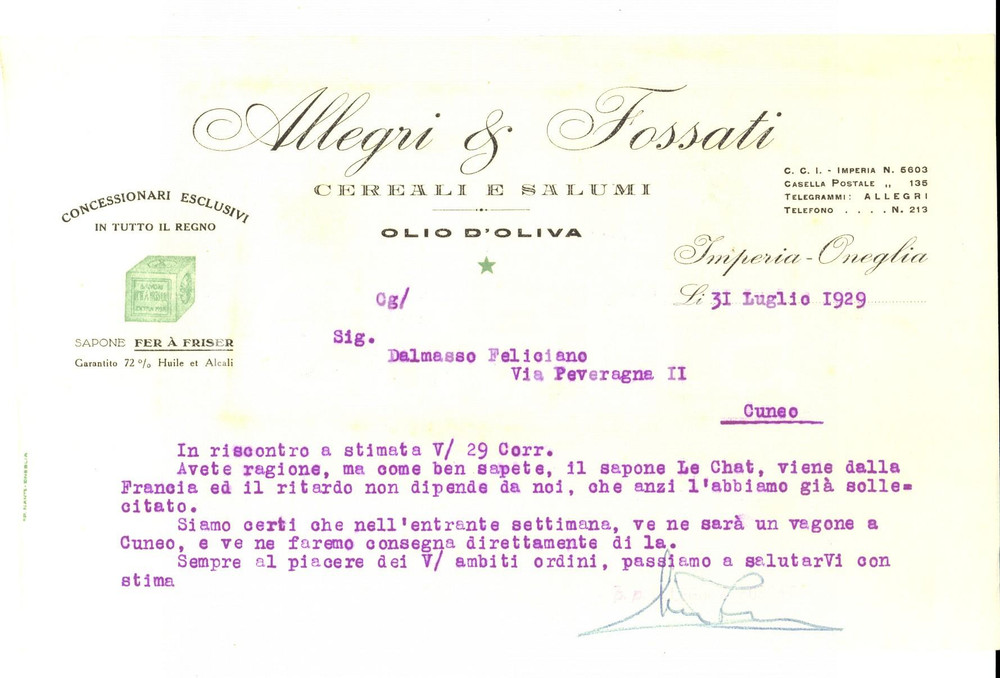 Allegri & Fossati
CEREALI E SALUMI
OLIO D'OLIVA
C. C. I. - IMPERIA N. 5603
CASELLA POSTALE „ 135
TELEGRAMMI: ALLEGRI
TELEFONO . . . . N. 213
CONCESSIONARI ESCLUSIVI
IN TUTTO IL REGNO
SAVON
EXTRA PUR
SAPONE FER À FRISER
Garantito 72 % Huile et Alcali
Imperia - Oneglia
Li 31 Luglio 1929
Cg/
Sig.
Dalmasso Feliciano
Via Peveragna II
Cuneo
In riscontro a stimata V/ 29 Corr.
Avete ragione, ma come ben sapete, il sapone Le Chat, viene dalla
Francia ed il ritardo non dipende da noi, che anzi l'abbiamo già solle=
citato.
Siamo certi che nell'entrante settimana, ve ne sarà un vagone a
Cuneo, e ve ne faremo consegna direttamente di la.
Sempre al piacere dei V/ ambiti ordini, passiamo a salutarVi con
stima